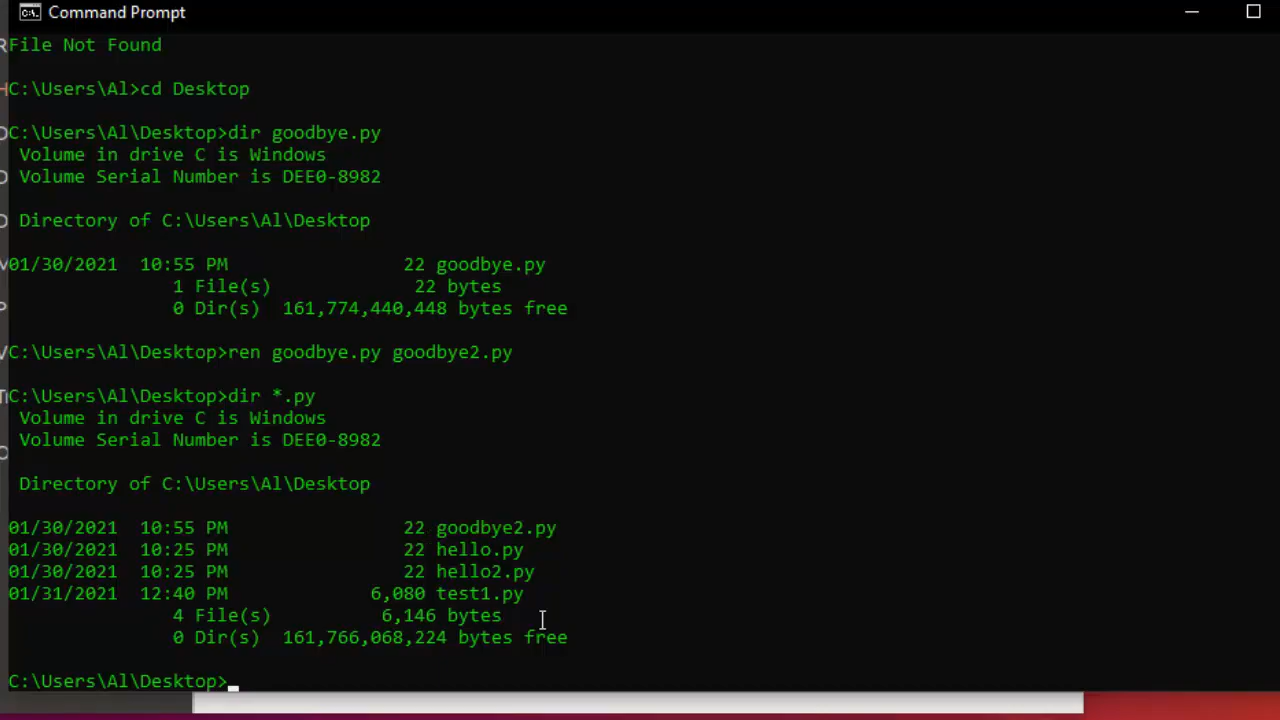 Command Prompt
File Not Found
C:\Users\Al>cd Desktop
C:\Users\Al\Desktop>dir goodbye.py
Volume in drive C is Windows
Volume Serial Number is DEE0-8982
Directory of C:\Users\Al\Desktop
01/30/2021  10:55 PM                22 goodbye.py
1 File(s)             22 bytes
0 Dir(s)  161,774,440,448 bytes free
C:\Users\Al\Desktop>ren goodbye.py goodbye2.py
C:\Users\Al\Desktop>dir *.py
Volume in drive C is Windows
Volume Serial Number is DEE0-8982
Directory of C:\Users\Al\Desktop
01/30/2021  10:55 PM                22 goodbye2.py
01/30/2021  10:25 PM                22 hello.py
01/30/2021  10:25 PM                22 hello2.py
01/31/2021  12:40 PM             6,080 test1.py
4 File(s)          6,146 bytes
0 Dir(s)  161,766,068,224 bytes free
C:\Users\Al\Desktop>